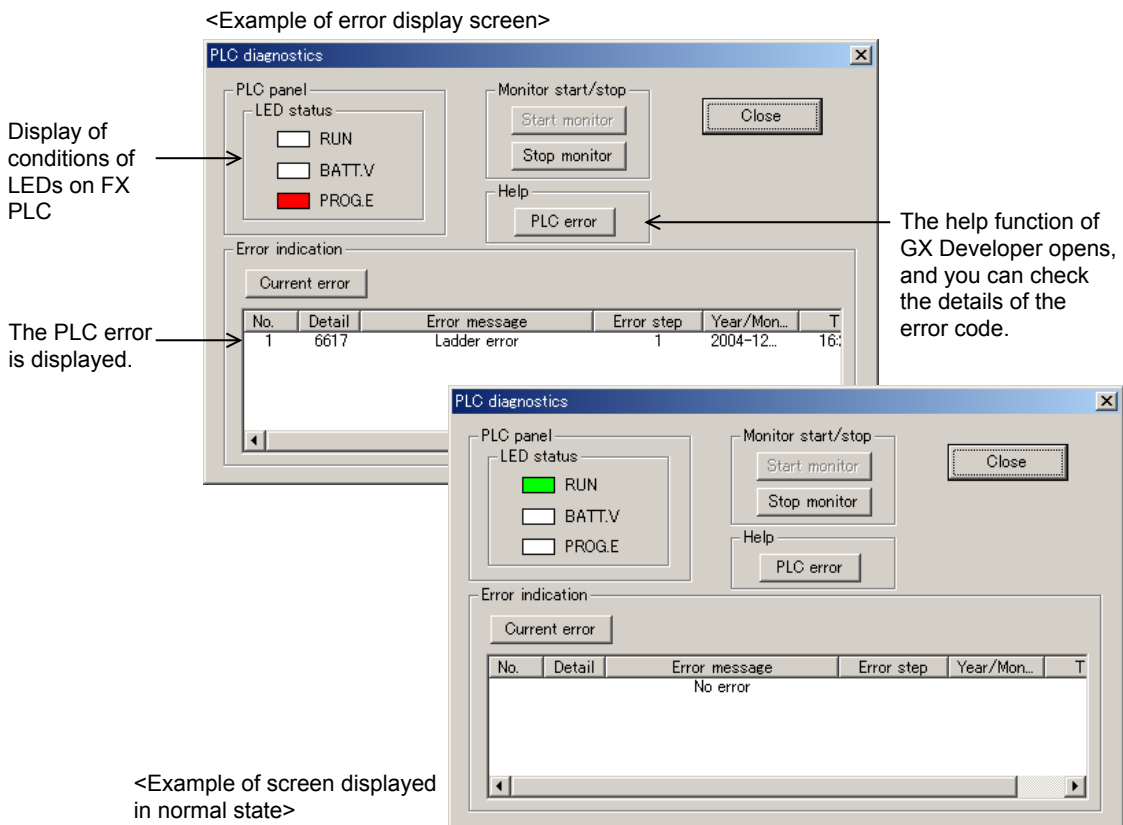 <Example of error display screen>
PLC diagnostics
PLC panel
LED status
RUN
BATT.V
PROG.E
Monitor start/stop
Start monitor
Stop monitor
Close
Help
PLC error
Display of
conditions of
LEDs on FX
PLC
The help function of
GX Developer opens,
and you can check
the details of the
error code.
Error indication
Current error
No. Detail Error message Error step Year/Mon... T
1 6617 Ladder error 1 2004-12... 16:
The PLC error
is displayed.
PLC diagnostics
PLC panel
LED status
RUN
BATT.V
PROG.E
Monitor start/stop
Start monitor
Stop monitor
Close
Help
PLC error
Error indication
Current error
No. Detail Error message Error step Year/Mon... T
No error
<Example of screen displayed
in normal state>